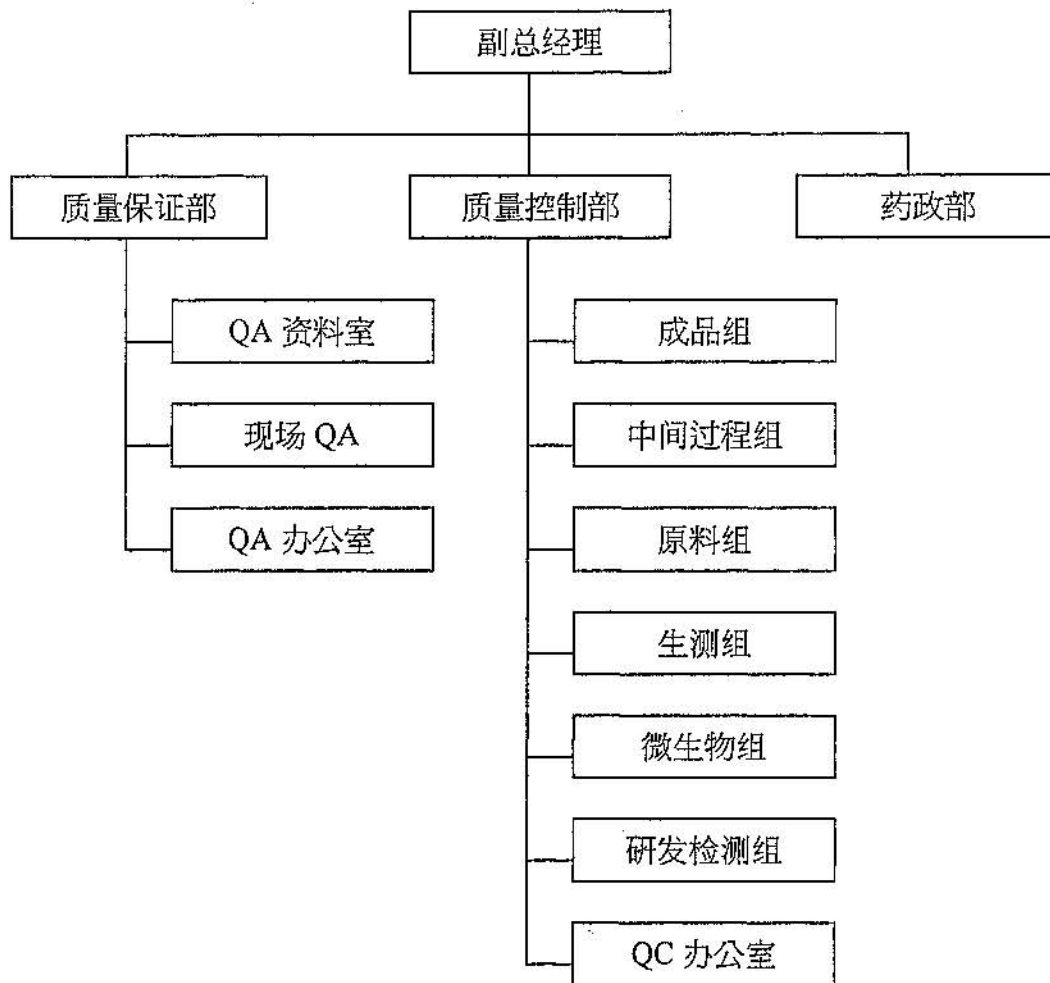 副总经理
质量保证部
质量控制部
药政部
QA 资料室
现场 QA
QA 办公室
成品组
中间过程组
原料组
生测组
微生物组
研发检测组
QC 办公室